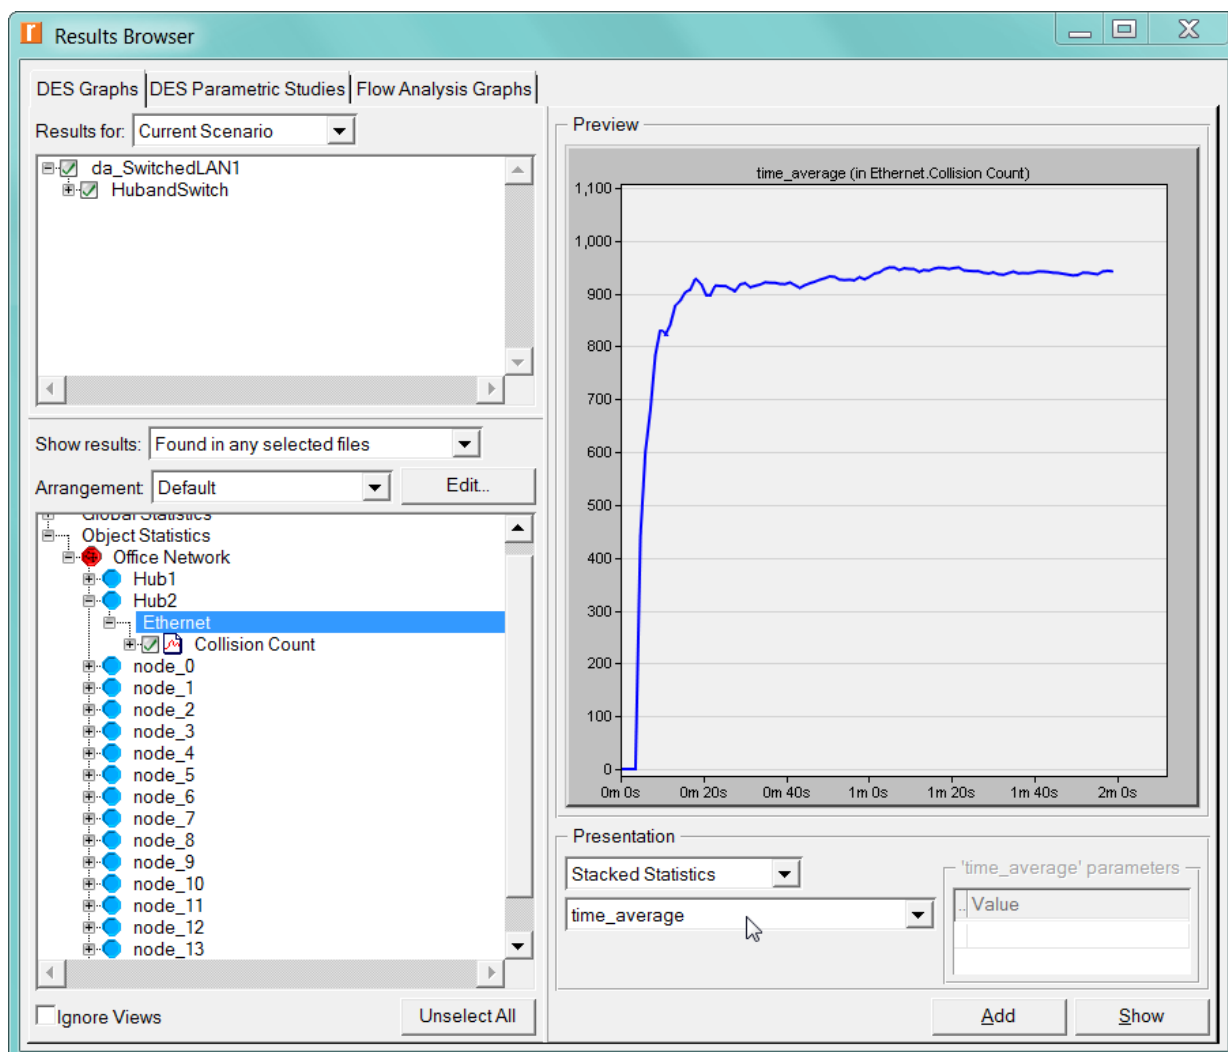 Results Browser
DES Graphs DES Parametric Studies Flow Analysis Graphs
Results for: Current Scenario
da_SwitchedLAN1
HubandSwitch
Show results: Found in any selected files
Arrangement: Default Edit...
Global Statistics
Object Statistics
Office Network
Hub1
Hub2
Ethernet
Collision Count
node_0
node_1
node_2
node_3
node_4
node_5
node_6
node_7
node_8
node_9
node_10
node_11
node_12
node_13
Ignore Views Unselect All
Preview
time_average (in Ethernet.Collision Count)
1,100
1,000
900
800
700
600
500
400
300
200
100
0
0m 0s 0m 20s 0m 40s 1m 0s 1m 20s 1m 40s 2m 0s
Presentation
Stacked Statistics
time_average
'time_average' parameters
.. Value
Add Show